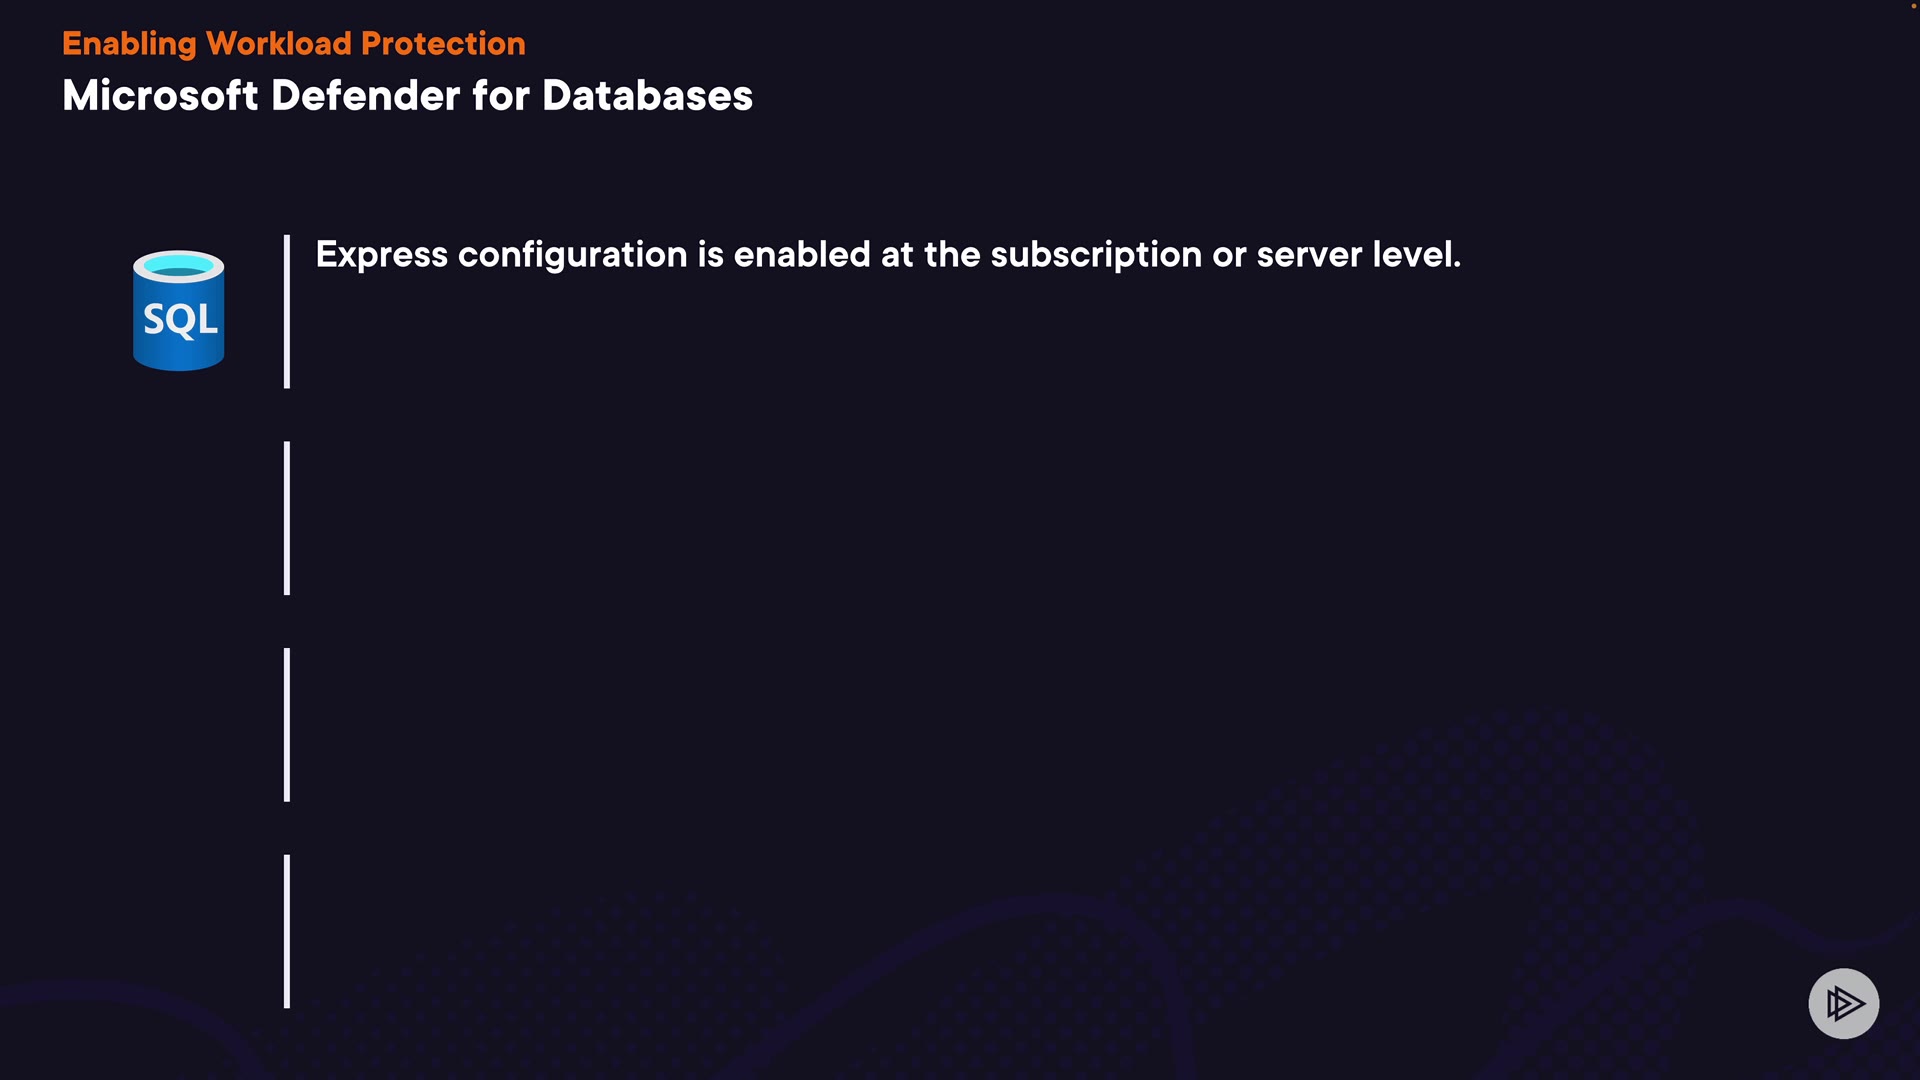 Enabling Workload Protection
Microsoft Defender for Databases
Express configuration is enabled at the subscription or server level.
SQL